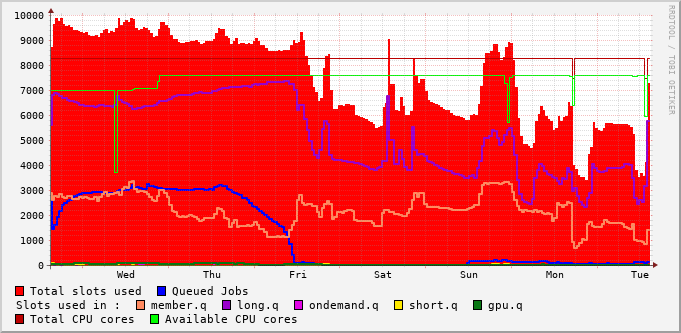 RRDTOOL / TOBI OETIKER
10000
9000
8000
7000
6000
5000
4000
3000
2000
1000
0
Wed Thu Fri Sat Sun Mon Tue
Total slots used Queued Jobs
Slots used in : member.q long.q ondemand.q short.q gpu.q
Total CPU cores Available CPU cores